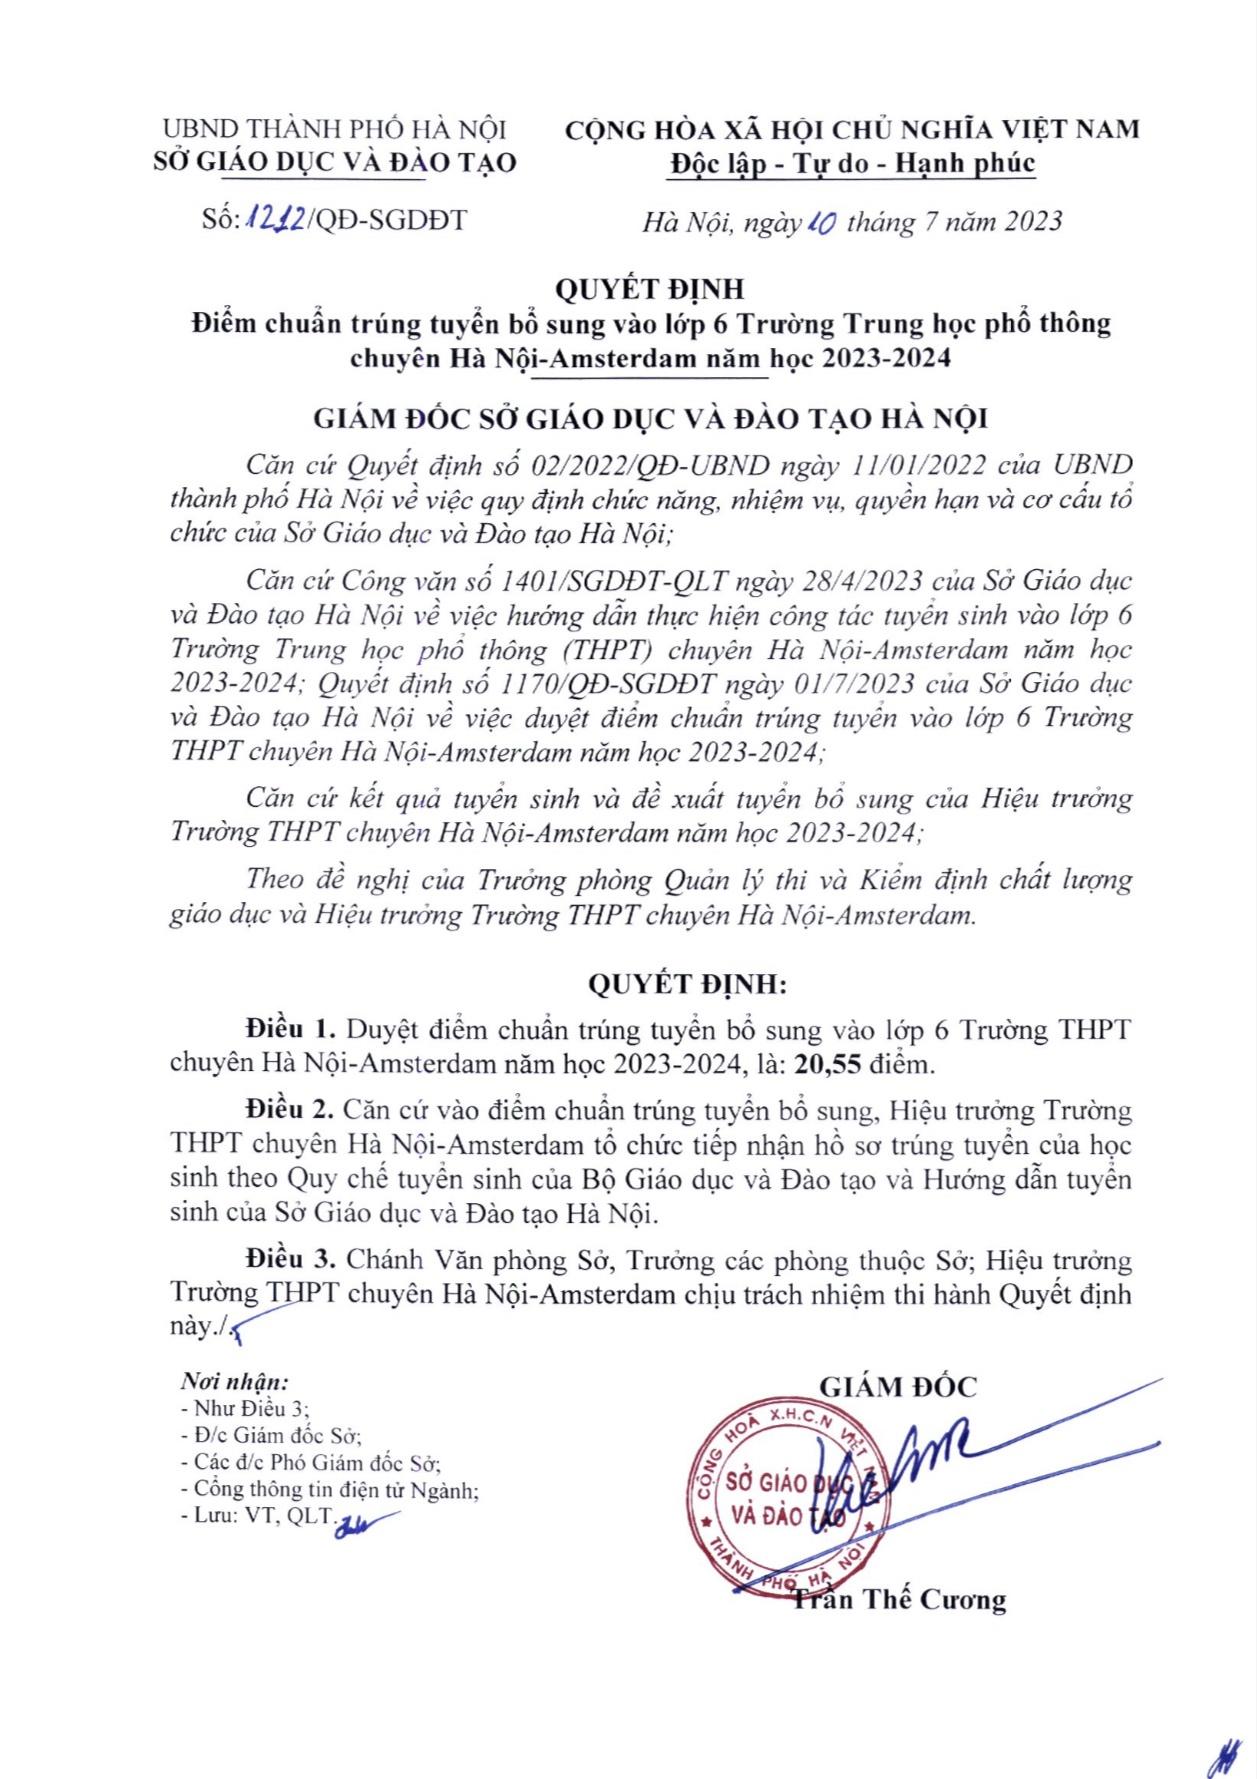 UBND THÀNH PHỐ HÀ NỘI
SỞ GIÁO DỤC VÀ ĐÀO TẠO
CỘNG HÒA XÃ HỘI CHỦ NGHĨA VIỆT NAM
Độc lập - Tự do - Hạnh phúc
Số: 1212/QĐ-SGDĐT
Hà Nội, ngày 10 tháng 7 năm 2023
QUYẾT ĐỊNH
Điểm chuẩn trúng tuyển bổ sung vào lớp 6 Trường Trung học phổ thông
chuyên Hà Nội-Amsterdam năm học 2023-2024
GIÁM ĐỐC SỞ GIÁO DỤC VÀ ĐÀO TẠO HÀ NỘI
Căn cứ Quyết định số 02/2022/QĐ-UBND ngày 11/01/2022 của UBND
thành phố Hà Nội về việc quy định chức năng, nhiệm vụ, quyền hạn và cơ cấu tổ
chức của Sở Giáo dục và Đào tạo Hà Nội;
Căn cứ Công văn số 1401/SGDĐT-QLT ngày 28/4/2023 của Sở Giáo dục
và Đào tạo Hà Nội về việc hướng dẫn thực hiện công tác tuyển sinh vào lớp 6
Trường Trung học phổ thông (THPT) chuyên Hà Nội-Amsterdam năm học
2023-2024; Quyết định số 1170/QĐ-SGDĐT ngày 01/7/2023 của Sở Giáo dục
và Đào tạo Hà Nội về việc duyệt điểm chuẩn trúng tuyển vào lớp 6 Trường
THPT chuyên Hà Nội-Amsterdam năm học 2023-2024;
Căn cứ kết quả tuyển sinh và đề xuất tuyển bổ sung của Hiệu trưởng
Trường THPT chuyên Hà Nội-Amsterdam năm học 2023-2024;
Theo đề nghị của Trưởng phòng Quản lý thi và Kiểm định chất lượng
giáo dục và Hiệu trưởng Trường THPT chuyên Hà Nội-Amsterdam.
QUYẾT ĐỊNH:
Điều 1. Duyệt điểm chuẩn trúng tuyển bổ sung vào lớp 6 Trường THPT
chuyên Hà Nội-Amsterdam năm học 2023-2024, là: 20,55 điểm.
Điều 2. Căn cứ vào điểm chuẩn trúng tuyển bổ sung, Hiệu trưởng Trường
THPT chuyên Hà Nội-Amsterdam tổ chức tiếp nhận hồ sơ trúng tuyển của học
sinh theo Quy chế tuyển sinh của Bộ Giáo dục và Đào tạo và Hướng dẫn tuyển
sinh của Sở Giáo dục và Đào tạo Hà Nội.
Điều 3. Chánh Văn phòng Sở, Trưởng các phòng thuộc Sở; Hiệu trưởng
Trường THPT chuyên Hà Nội-Amsterdam chịu trách nhiệm thi hành Quyết định
này./.
Nơi nhận:
- Như Điều 3;
- Đ/c Giám đốc Sở;
- Các đ/c Phó Giám đốc Sở;
- Cổng thông tin điện tử Ngành;
- Lưu: VT, QLT.
GIÁM ĐỐC
CỘNG HOÀ X.H.C.N VIỆT NAM
SỞ GIÁO DỤC
VÀ ĐÀO TẠO
★ THÀNH PHỐ HÀ NỘI ★
Trần Thế Cương